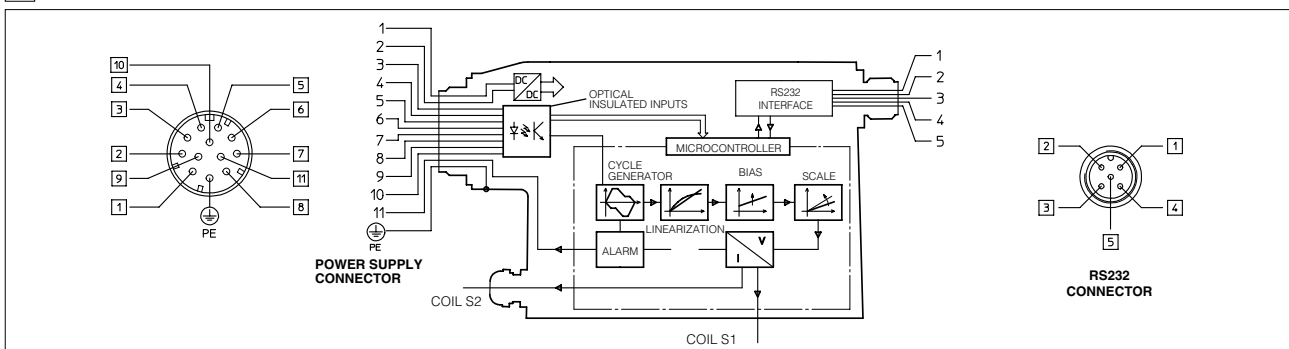 10
4
5
3
6
2
7
9
11
1
8
PE
1
2
3
4
5
6
7
8
9
10
11
PE
POWER SUPPLY
CONNECTOR
DC
DC
OPTICAL
INSULATED INPUTS
RS232
INTERFACE
MICROCONTROLLER
CYCLE
GENERATOR
BIAS
SCALE
LINEARIZATION
ALARM
V
I
COIL S2
COIL S1
1
2
3
4
5
2
1
3
4
5
RS232
CONNECTOR